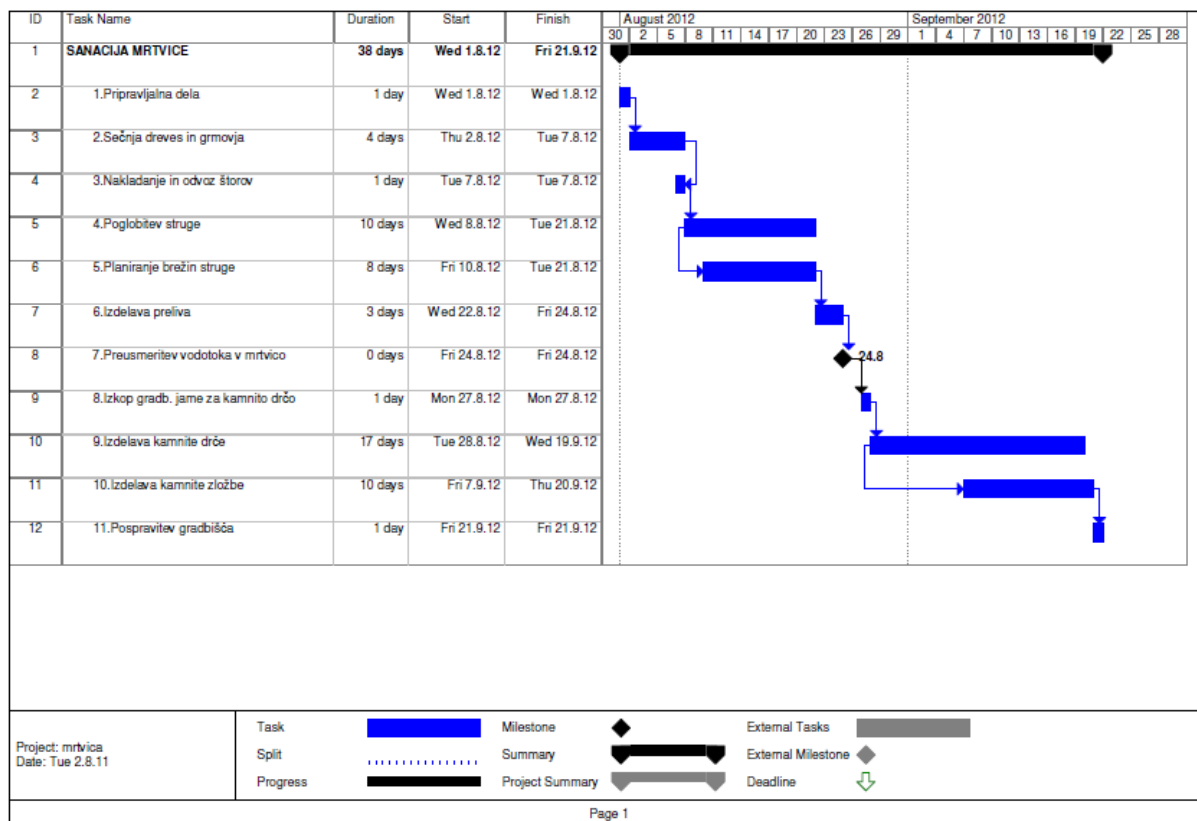 ID Task Name Duration Start Finish August 2012 September 2012
30 2 5 8 11 14 17 20 23 26 29 1 4 7 10 13 16 19 22 25 28
1 SANACIJA MRTVICE 38 days Wed 1.8.12 Fri 21.9.12
2 1.Pripravljalna dela 1 day Wed 1.8.12 Wed 1.8.12
3 2.Sečnja dreves in grmovja 4 days Thu 2.8.12 Tue 7.8.12
4 3.Nakladanje in odvoz štorov 1 day Tue 7.8.12 Tue 7.8.12
5 4.Poglobitev struge 10 days Wed 8.8.12 Tue 21.8.12
6 5.Planiranje brežin struge 8 days Fri 10.8.12 Tue 21.8.12
7 6.Izdelava preliva 3 days Wed 22.8.12 Fri 24.8.12
8 7.Preusmeritev vodotoka v mrtvico 0 days Fri 24.8.12 Fri 24.8.12 24.8
9 8.Izkop gradb. jame za kamnito drčo 1 day Mon 27.8.12 Mon 27.8.12
10 9.Izdelava kamnite drče 17 days Tue 28.8.12 Wed 19.9.12
11 10.Izdelava kamnite zložbe 10 days Fri 7.9.12 Thu 20.9.12
12 11.Pospravitev gradbišča 1 day Fri 21.9.12 Fri 21.9.12
Project: mrtvica
Date: Tue 2.8.11
Task Milestone External Tasks
Split Summary External Milestone
Progress Project Summary Deadline
Page 1